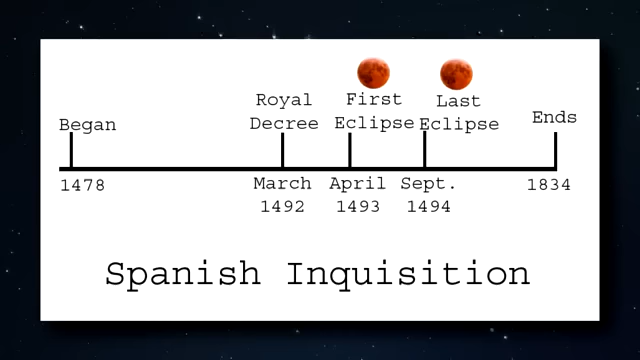 Began
Royal
Decree
First
Eclipse
Last
Eclipse
Ends
1478
March
1492
April
1493
Sept.
1494
1834
Spanish Inquisition